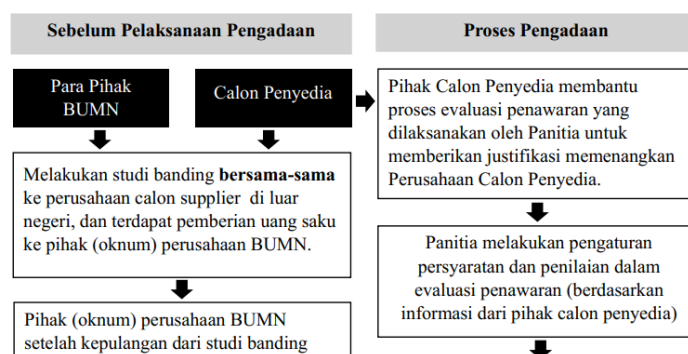 Sebelum Pelaksanaan Pengadaan
Para Pihak
BUMN
Calon Penyedia
Melakukan studi banding bersama-sama
ke perusahaan calon supplier di luar
negeri, dan terdapat pemberian uang saku
ke pihak (oknum) perusahaan BUMN.
Pihak (oknum) perusahaan BUMN
setelah kepulangan dari studi banding
Proses Pengadaan
Pihak Calon Penyedia membantu
proses evaluasi penawaran yang
dilaksanakan oleh Panitia untuk
memberikan justifikasi memenangkan
Perusahaan Calon Penyedia.
Panitia melakukan pengaturan
persyaratan dan penilaian dalam
evaluasi penawaran (berdasarkan
informasi dari pihak calon penyedia)